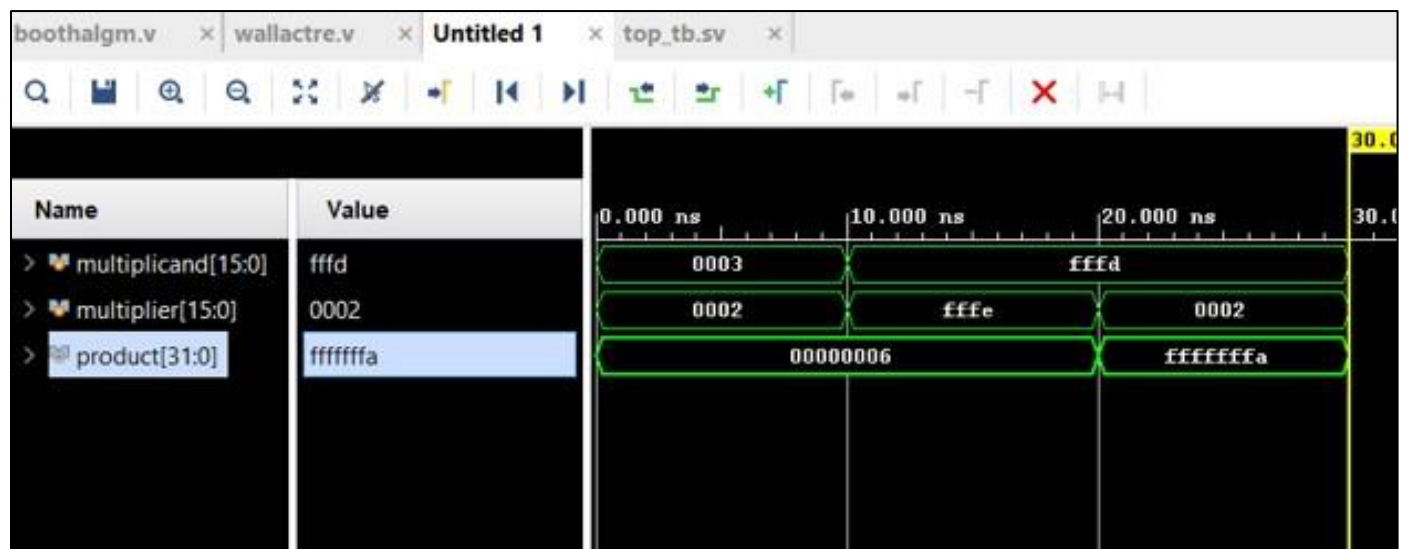 boothalgm.v × wallactre.v × Untitled 1 × top_tb.sv ×
30.0
Name Value 0.000 ns 10.000 ns 20.000 ns 30.0
> multiplicand[15:0] fffd 0003 fffd
> multiplier[15:0] 0002 0002 fffe 0002
> product[31:0] fffffffa 00000006 fffffffa